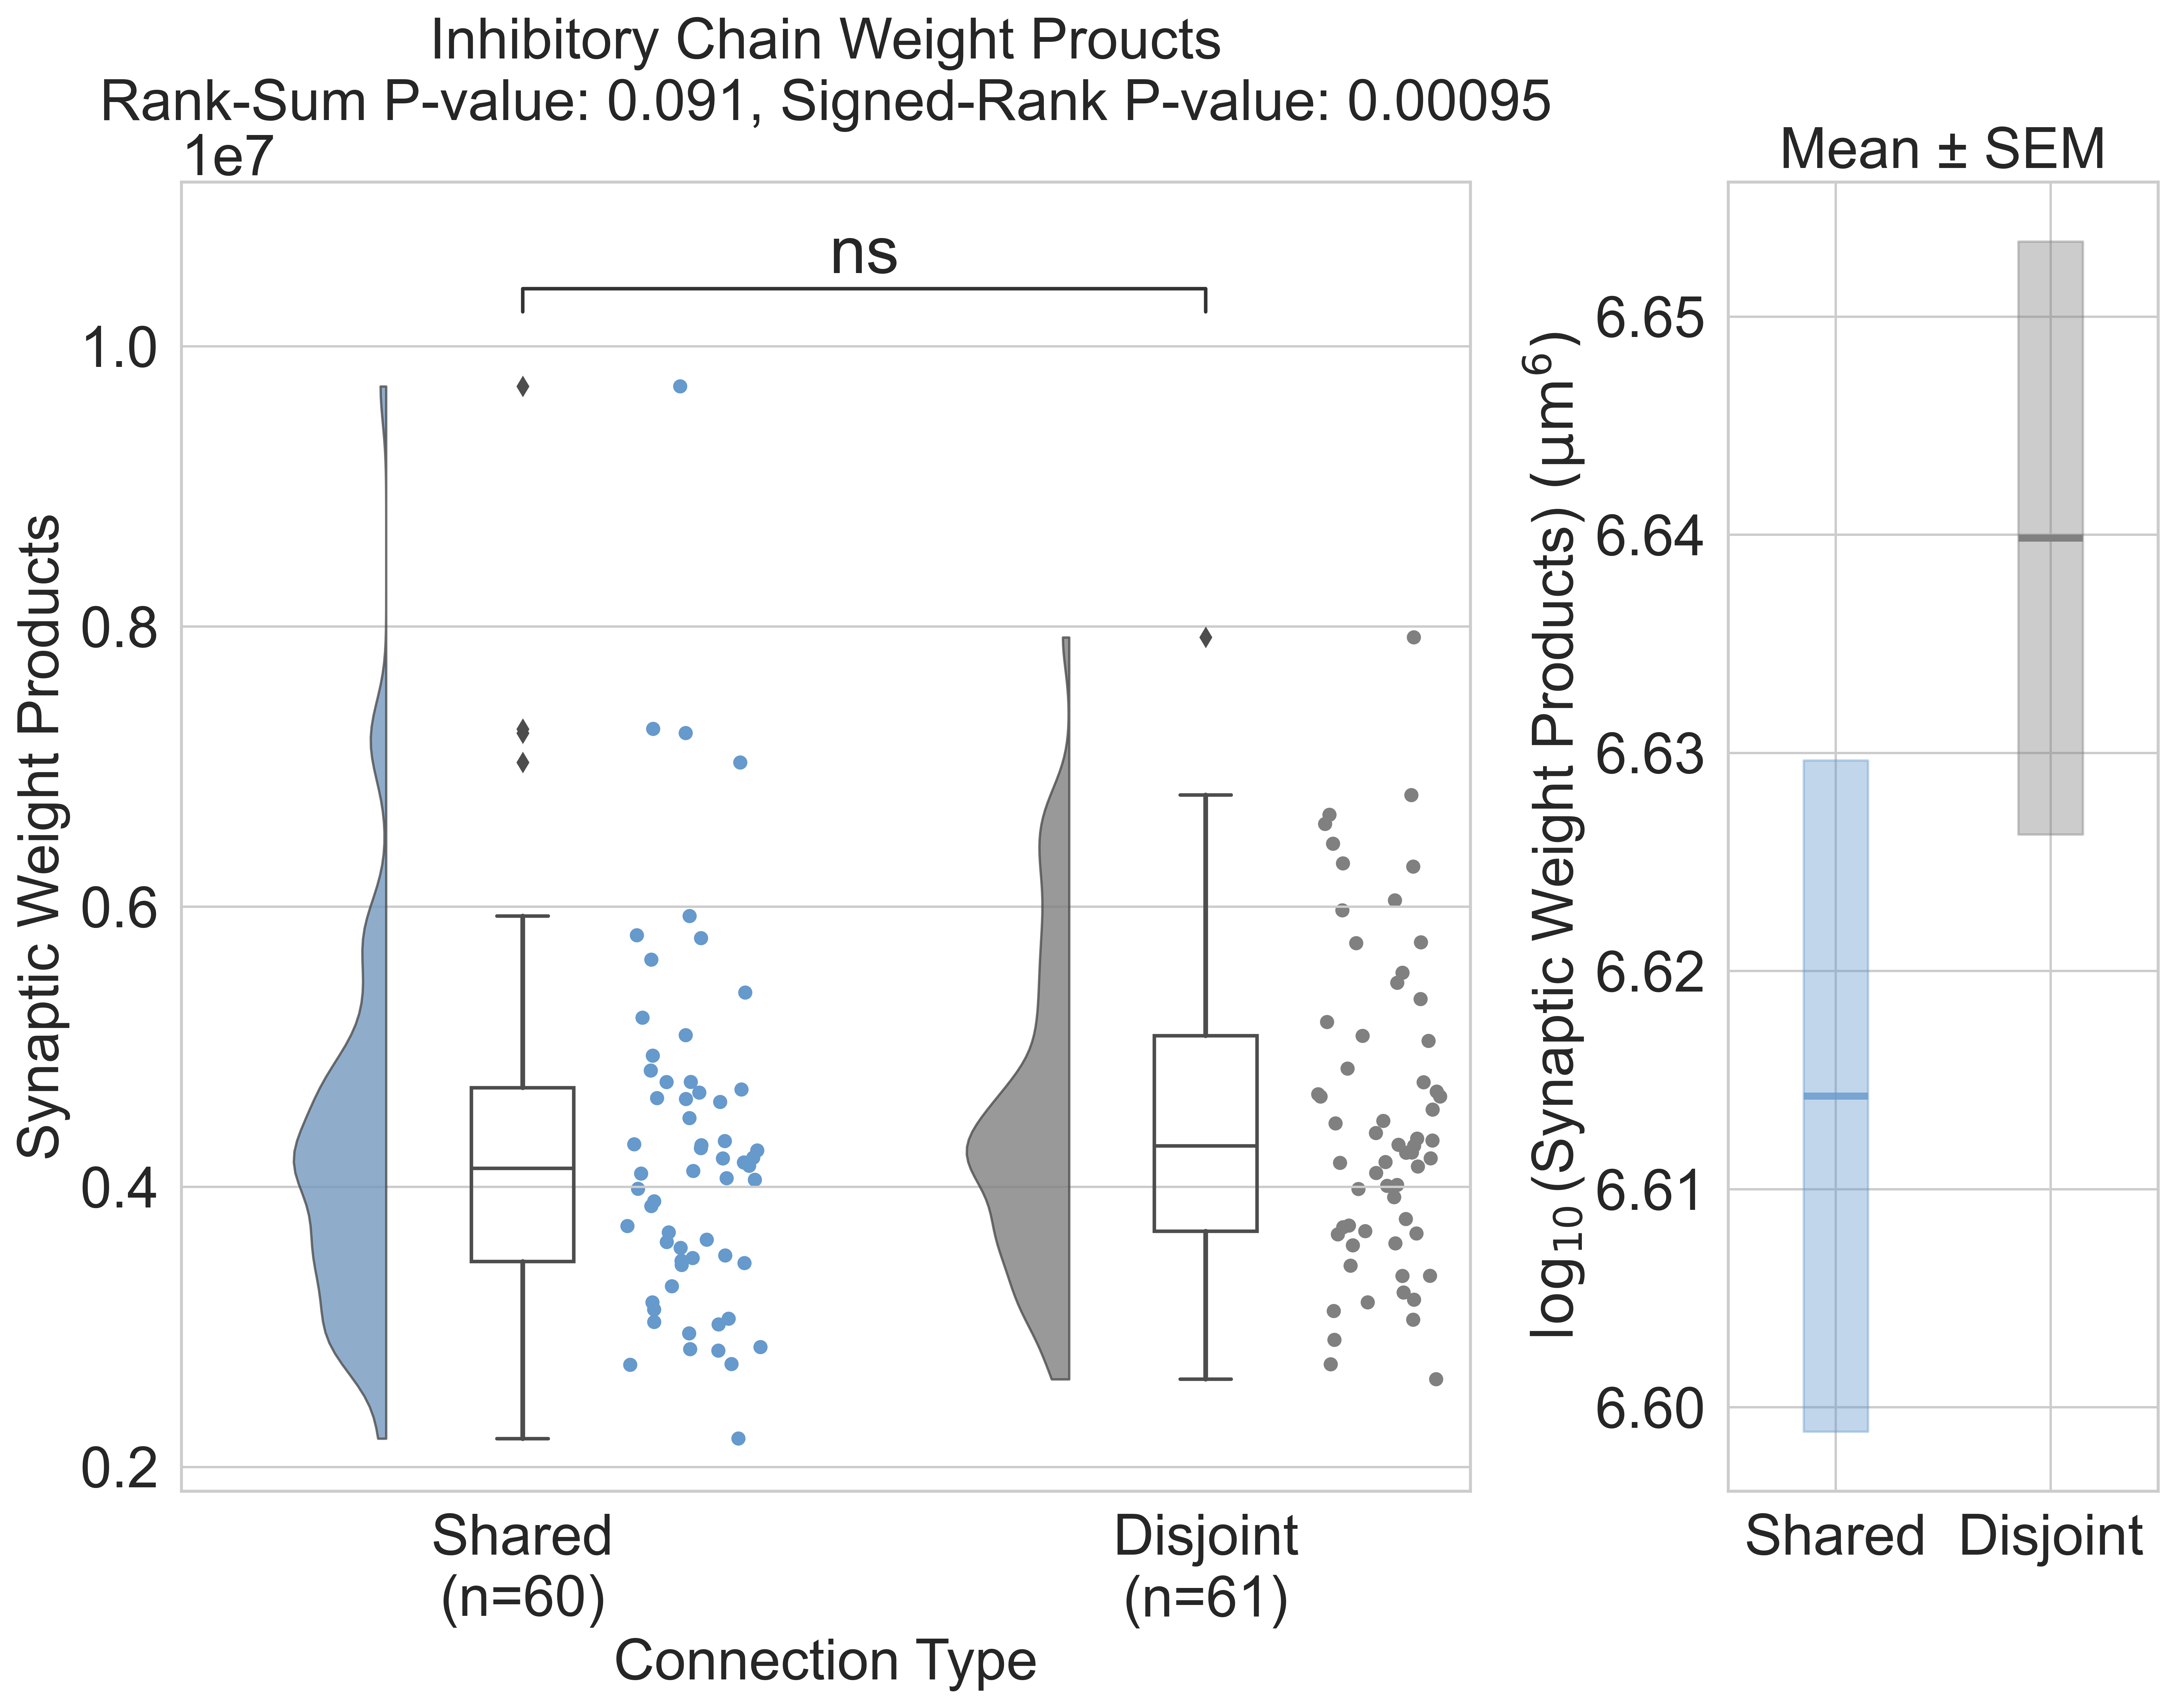 Inhibitory Chain Weight Proucts
Rank-Sum P-value: 0.091, Signed-Rank P-value: 0.00095
1e7
ns
1.0
0.8
0.6
0.4
0.2
Synaptic Weight Products
Shared
(n=60)
Disjoint
(n=61)
Connection Type
Mean ± SEM
6.65
6.64
6.63
6.62
6.61
6.60
log₁₀ (Synaptic Weight Products) (µm⁶)
Shared
Disjoint